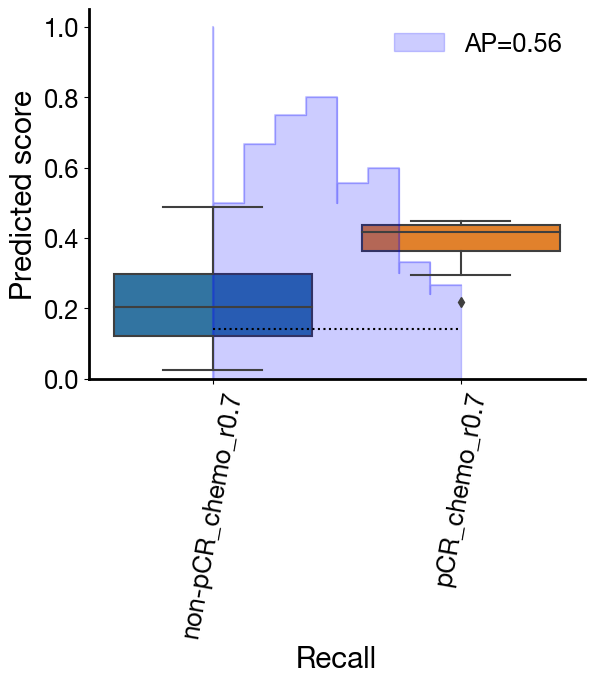 AP=0.56
Predicted score
1.0
0.8
0.6
0.4
0.2
0.0
non-pCR_chemo_r0.7
pCR_chemo_r0.7
Recall